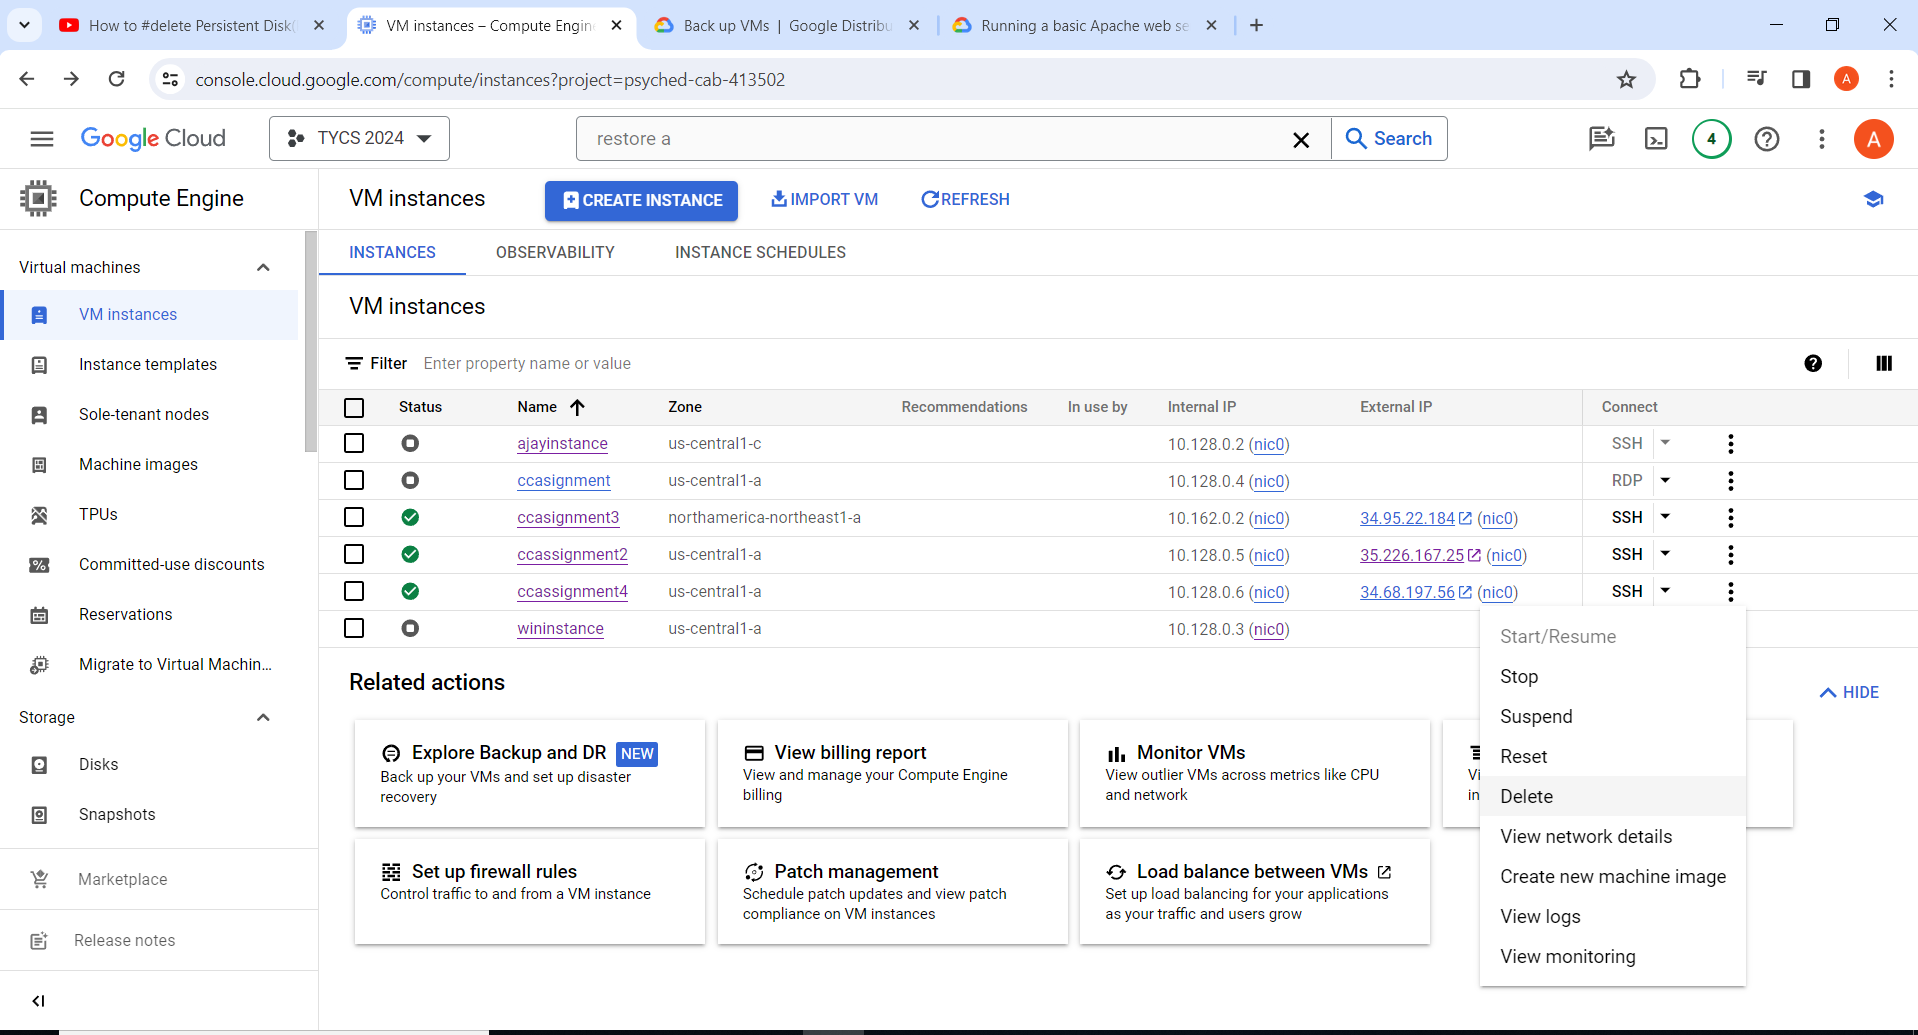 How to #delete Persistent Disk(
VM instances – Compute Engin
Back up VMs | Google Distribu
Running a basic Apache web se
console.cloud.google.com/compute/instances?project=psyched-cab-413502
A
Google Cloud
TYCS 2024
restore a
Search
4
A
Compute Engine
VM instances
CREATE INSTANCE
IMPORT VM
REFRESH
Virtual machines
VM instances
Instance templates
Sole-tenant nodes
Machine images
TPUs
Committed-use discounts
Reservations
Migrate to Virtual Machin...
Storage
Disks
Snapshots
Marketplace
Release notes
INSTANCES OBSERVABILITY INSTANCE SCHEDULES
VM instances
Filter Enter property name or value
Status Name Zone Recommendations In use by Internal IP External IP Connect
ajayinstance us-central1-c 10.128.0.2 (nic0) SSH
ccasignment us-central1-a 10.128.0.4 (nic0) RDP
ccasignment3 northamerica-northeast1-a 10.162.0.2 (nic0) 34.95.22.184 (nic0) SSH
ccassignment2 us-central1-a 10.128.0.5 (nic0) 35.226.167.25 (nic0) SSH
ccassignment4 us-central1-a 10.128.0.6 (nic0) 34.68.197.56 (nic0) SSH
wininstance us-central1-a 10.128.0.3 (nic0)
Start/Resume
Stop
Suspend
Reset
Delete
View network details
Create new machine image
View logs
View monitoring
Related actions
HIDE
Explore Backup and DR NEW
Back up your VMs and set up disaster
recovery
View billing report
View and manage your Compute Engine
billing
Monitor VMs
View outlier VMs across metrics like CPU
and network
Vi
in
Set up firewall rules
Control traffic to and from a VM instance
Patch management
Schedule patch updates and view patch
compliance on VM instances
Load balance between VMs
Set up load balancing for your applications
as your traffic and users grow